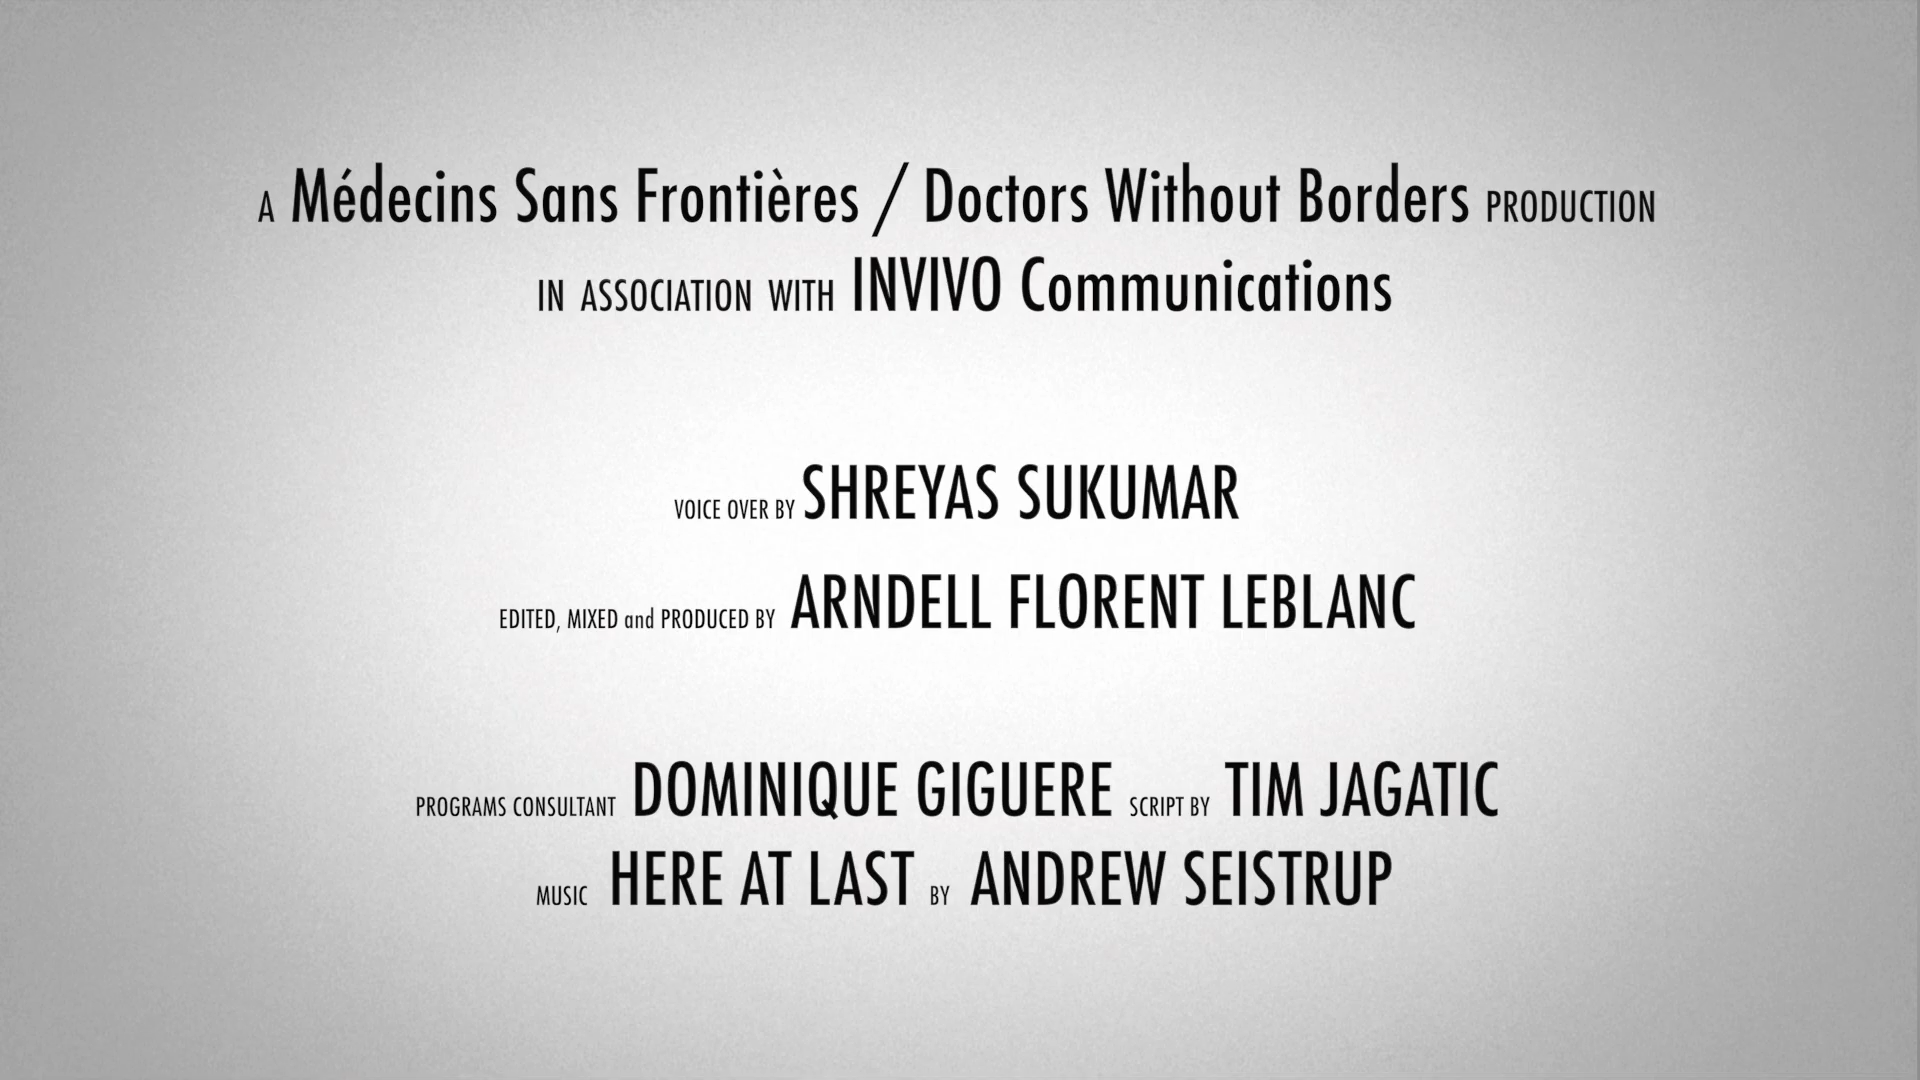 A Médecins Sans Frontières / Doctors Without Borders PRODUCTION
IN ASSOCIATION WITH INVIVO Communications
VOICE OVER BY SHREYAS SUKUMAR
EDITED, MIXED and PRODUCED BY ARNDELL FLORENT LEBLANC
PROGRAMS CONSULTANT DOMINIQUE GIGUERE SCRIPT BY TIM JAGATIC
MUSIC HERE AT LAST BY ANDREW SEISTRUP